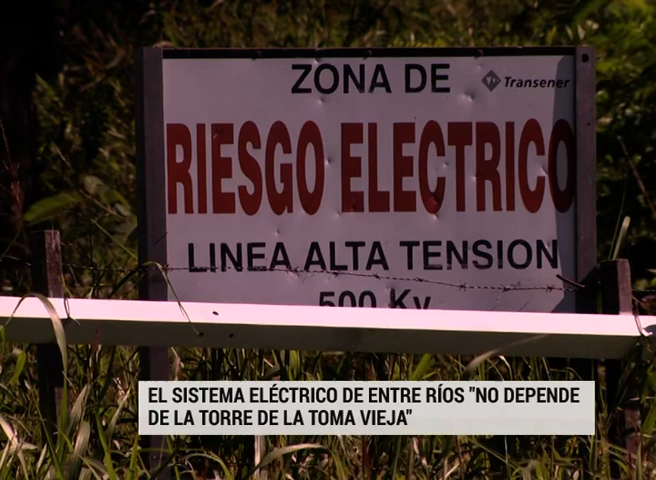 ZONA DE
Transener
RIESGO ELECTRICO
LINEA ALTA TENSION
500 Kv
EL SISTEMA ELÉCTRICO DE ENTRE RÍOS "NO DEPENDE
DE LA TORRE DE LA TOMA VIEJA"